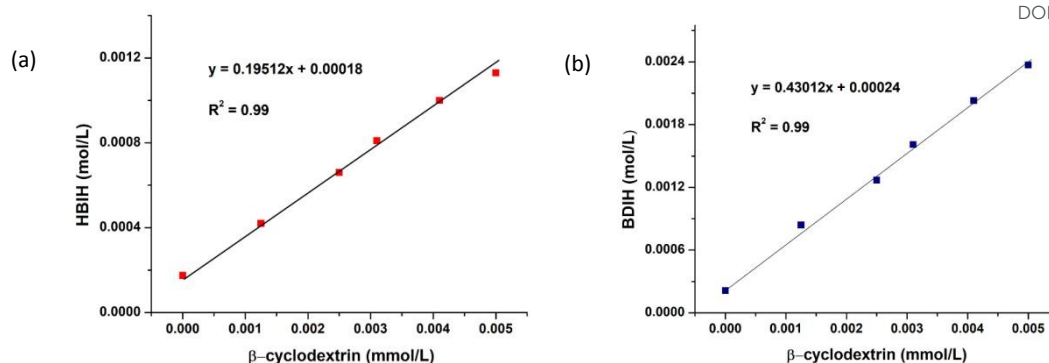 DOI
(a)
0.0012
0.0008
0.0004
0.0000
HBIH (mol/L)
y = 0.19512x + 0.00018
R² = 0.99
0.000 0.001 0.002 0.003 0.004 0.005
β−cyclodextrin (mmol/L)
(b)
0.0024
0.0018
0.0012
0.0006
0.0000
BDIH (mol/L)
y = 0.43012x + 0.00024
R² = 0.99
0.000 0.001 0.002 0.003 0.004 0.005
β−cyclodextrin (mmol/L)